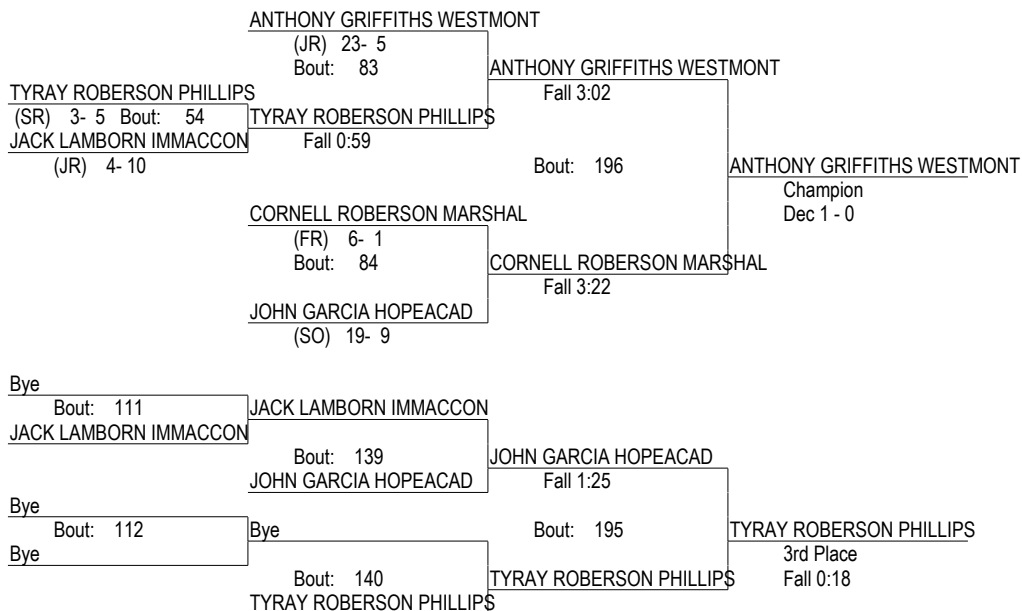 ANTHONY GRIFFITHS WESTMONT
(JR) 23- 5
Bout: 83
ANTHONY GRIFFITHS WESTMONT
Fall 3:02
TYRAY ROBERSON PHILLIPS
(SR) 3- 5 Bout: 54
TYRAY ROBERSON PHILLIPS
Fall 0:59
JACK LAMBORN IMMACCON
(JR) 4- 10
Bout: 196
ANTHONY GRIFFITHS WESTMONT
Champion
Dec 1 - 0
CORNELL ROBERSON MARSHAL
(FR) 6- 1
Bout: 84
CORNELL ROBERSON MARSHAL
Fall 3:22
JOHN GARCIA HOPEACAD
(SO) 19- 9
Bye
Bout: 111
JACK LAMBORN IMMACCON
JACK LAMBORN IMMACCON
Bout: 139
JOHN GARCIA HOPEACAD
JOHN GARCIA HOPEACAD
Fall 1:25
Bye
Bout: 112
Bye
Bye
Bout: 195
TYRAY ROBERSON PHILLIPS
3rd Place
Fall 0:18
Bout: 140
TYRAY ROBERSON PHILLIPS
TYRAY ROBERSON PHILLIPS